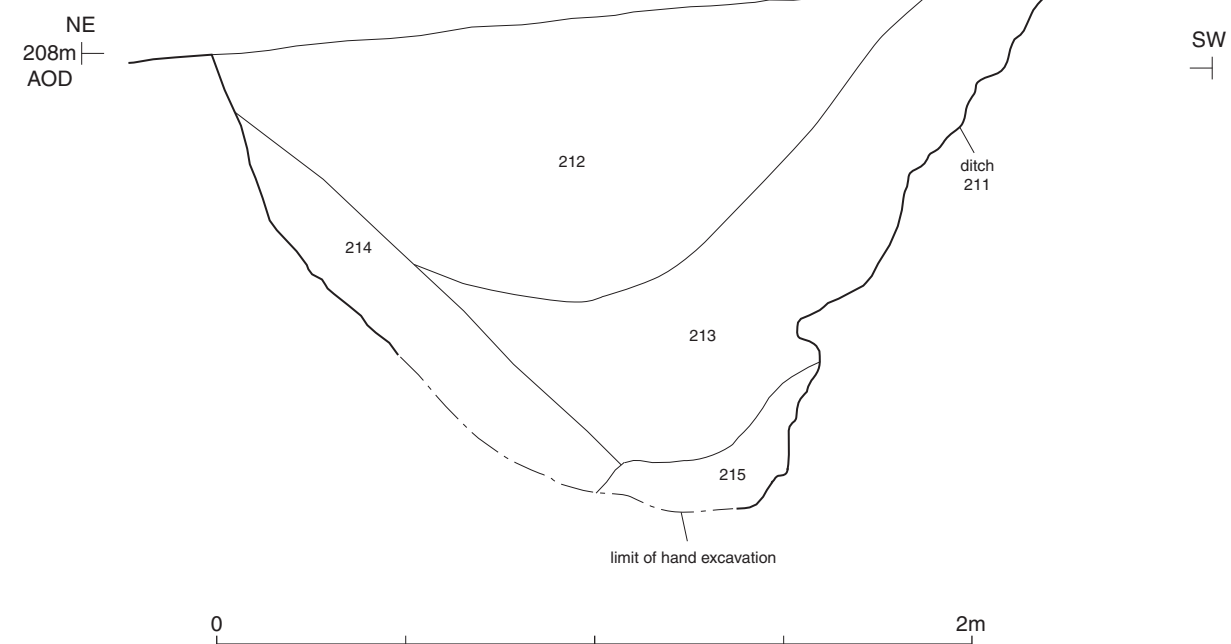 NE
208m
AOD
SW
212
ditch
211
214
213
215
limit of hand excavation
0
2m